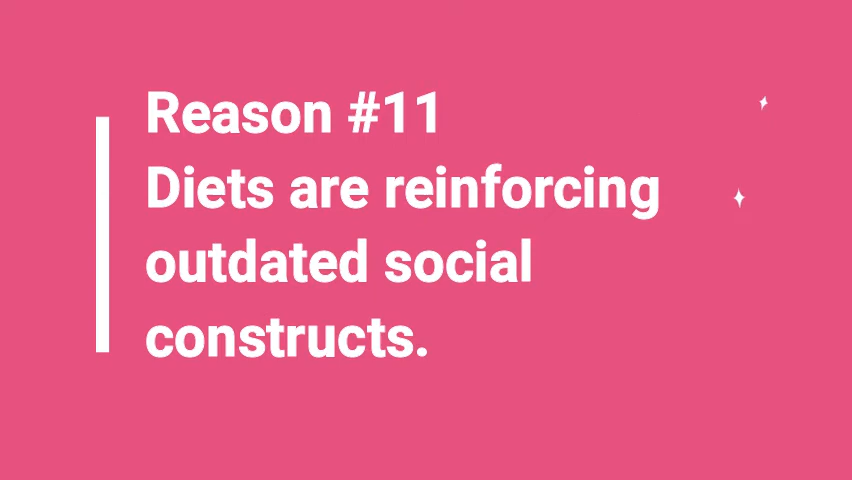 Reason #11
Diets are reinforcing
outdated social
constructs.